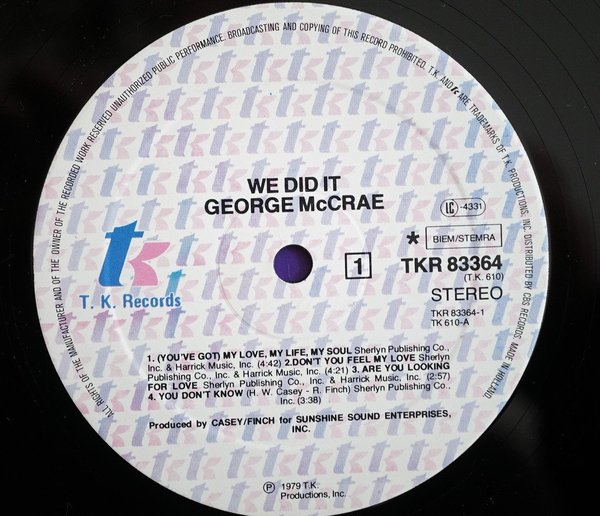 ALL RIGHTS OF THE MANUFACTURER AND OF THE OWNER OF THE RECORDED WORK RESERVED. UNAUTHORIZED PUBLIC PERFORMANCE, BROADCASTING AND COPYING OF THIS RECORD PROHIBITED. T.K. AND tk ARE TRADEMARKS OF T.K. PRODUCTIONS, INC. DISTRIBUTED BY CBS RECORDS. MADE IN HOLLAND.
WE DID IT
GEORGE McCRAE
LC -4331
* BIEM/STEMRA
tk
T. K. Records
1
TKR 83364
(T.K. 610)
STEREO
TKR 83364-1
TK 610-A
1. (YOU'VE GOT) MY LOVE, MY LIFE, MY SOUL Sherlyn Publishing Co.,
Inc. & Harrick Music, Inc. (4:42) 2.DON'T YOU FEEL MY LOVE Sherlyn
Publishing Co., Inc. & Harrick Music, Inc. (4:21) 3. ARE YOU LOOKING
FOR LOVE Sherlyn Publishing Co., Inc. & Harrick Music, Inc. (2:57)
4. YOU DON'T KNOW (H. W. Casey - R. Finch) Sherlyn Publishing Co.,
Inc. (3:38)
Produced by CASEY/FINCH for SUNSHINE SOUND ENTERPRISES,
INC.
℗ 1979 T.K.
Productions, Inc.